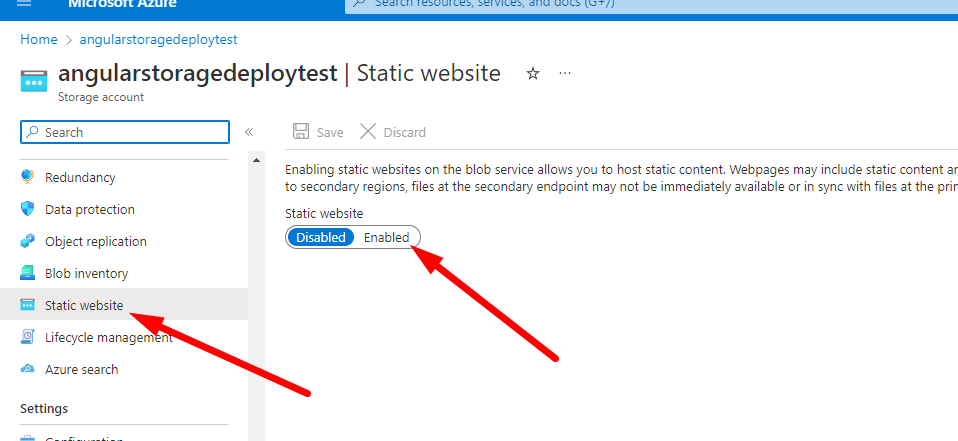 Microsoft Azure
Search resources, services, and docs (G+/)
Home > angularstoragedeploytest
angularstoragedeploytest | Static website
Storage account
Search
Save
Discard
Redundancy
Data protection
Object replication
Blob inventory
Static website
Lifecycle management
Azure search
Settings
Configuration
Enabling static websites on the blob service allows you to host static content. Webpages may include static content an
to secondary regions, files at the secondary endpoint may not be immediately available or in sync with files at the prin
Static website
Disabled
Enabled